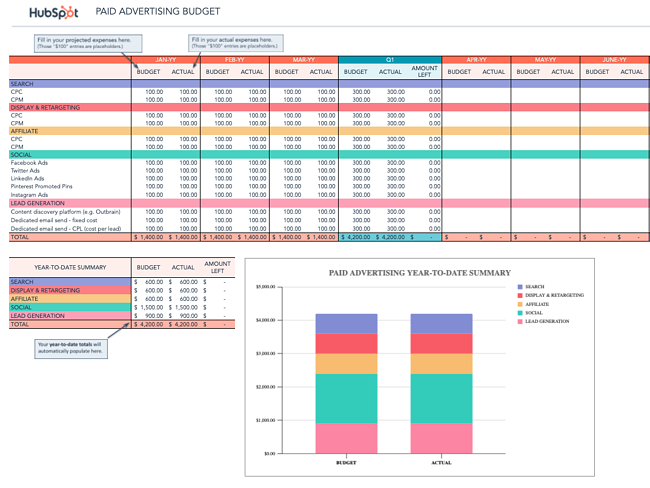 HubSpot PAID ADVERTISING BUDGET
Fill in your projected expenses here.
(Those "$100" entries are placeholders.)
Fill in your actual expenses here.
(Those "$100" entries are placeholders.)
JAN-YY FEB-YY MAR-YY Q1 APR-YY MAY-YY JUNE-YY
BUDGET ACTUAL BUDGET ACTUAL BUDGET ACTUAL BUDGET ACTUAL AMOUNT LEFT BUDGET ACTUAL BUDGET ACTUAL BUDGET ACTUAL
SEARCH
CPC 100.00 100.00 100.00 100.00 100.00 100.00 300.00 300.00 0.00
CPM 100.00 100.00 100.00 100.00 100.00 100.00 300.00 300.00 0.00
DISPLAY & RETARGETING
CPC 100.00 100.00 100.00 100.00 100.00 100.00 300.00 300.00 0.00
CPM 100.00 100.00 100.00 100.00 100.00 100.00 300.00 300.00 0.00
AFFILIATE
CPC 100.00 100.00 100.00 100.00 100.00 100.00 300.00 300.00 0.00
CPM 100.00 100.00 100.00 100.00 100.00 100.00 300.00 300.00 0.00
SOCIAL
Facebook Ads 100.00 100.00 100.00 100.00 100.00 100.00 300.00 300.00 0.00
Twitter Ads 100.00 100.00 100.00 100.00 100.00 100.00 300.00 300.00 0.00
LinkedIn Ads 100.00 100.00 100.00 100.00 100.00 100.00 300.00 300.00 0.00
Pinterest Promoted Pins 100.00 100.00 100.00 100.00 100.00 100.00 300.00 300.00 0.00
Instagram Ads 100.00 100.00 100.00 100.00 100.00 100.00 300.00 300.00 0.00
LEAD GENERATION
Content discovery platform (e.g. Outbrain) 100.00 100.00 100.00 100.00 100.00 100.00 300.00 300.00 0.00
Dedicated email send - fixed cost 100.00 100.00 100.00 100.00 100.00 100.00 300.00 300.00 0.00
Dedicated email send - CPL (cost per lead) 100.00 100.00 100.00 100.00 100.00 100.00 300.00 300.00 0.00
TOTAL $ 1,400.00 $ 1,400.00 $ 1,400.00 $ 1,400.00 $ 1,400.00 $ 1,400.00 $ 4,200.00 $ 4,200.00 $ - $ - $ - $ - $ - $ - $ -
YEAR-TO-DATE SUMMARY BUDGET ACTUAL AMOUNT LEFT
SEARCH $ 600.00 $ 600.00 $ -
DISPLAY & RETARGETING $ 600.00 $ 600.00 $ -
AFFILIATE $ 600.00 $ 600.00 $ -
SOCIAL $ 1,500.00 $ 1,500.00 $ -
LEAD GENERATION $ 900.00 $ 900.00 $ -
TOTAL $ 4,200.00 $ 4,200.00 $ -
Your year-to-date totals will
automatically populate here.
PAID ADVERTISING YEAR-TO-DATE SUMMARY
$5,000.00
$4,000.00
$3,000.00
$2,000.00
$1,000.00
$0.00
BUDGET ACTUAL
SEARCH
DISPLAY & RETARGETING
AFFILIATE
SOCIAL
LEAD GENERATION